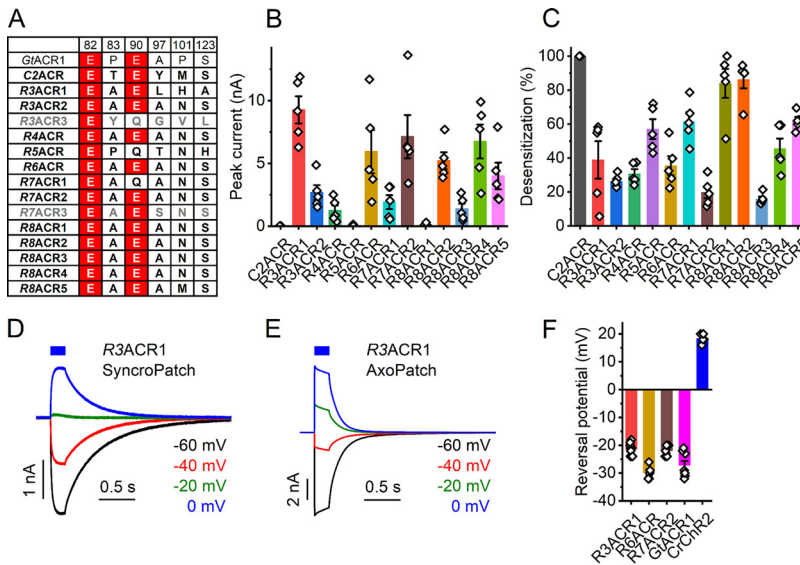 A
82 83 90 97 101 123
GtACR1 E P E A P S
C2ACR E T E Y M S
R3ACR1 E A E L H A
R3ACR2 E A E A N S
R3ACR3 E Y Q G V L
R4ACR E A E A N S
R5ACR E P Q T N H
R6ACR E A E A N S
R7ACR1 E A Q A N S
R7ACR2 E A E A N S
R7ACR3 E A E S N S
R8ACR1 E A E A N S
R8ACR2 E A E A N S
R8ACR3 E A E A N S
R8ACR4 E A E A N S
R8ACR5 E A E A M S
B
Peak current (nA)
10
5
0
C2ACR
R3ACR1
R3ACR2
R4ACR
R5ACR
R6ACR
R7ACR1
R7ACR2
R8ACR1
R8ACR2
R8ACR3
R8ACR4
R8ACR5
C
Desensitization (%)
100
80
60
40
20
0
C2ACR
R3ACR1
R3ACR2
R4ACR
R5ACR
R6ACR
R7ACR1
R7ACR2
R8ACR1
R8ACR2
R8ACR3
R8ACR4
R8ACR5
D
R3ACR1
SyncroPatch
-60 mV
-40 mV
-20 mV
0 mV
1 nA
0.5 s
E
R3ACR1
AxoPatch
-60 mV
-40 mV
-20 mV
0 mV
2 nA
0.5 s
F
Reversal potential (mV)
20
10
0
-10
-20
-30
-40
R3ACR1
R6ACR
R7ACR2
GtACR1
CrChR2